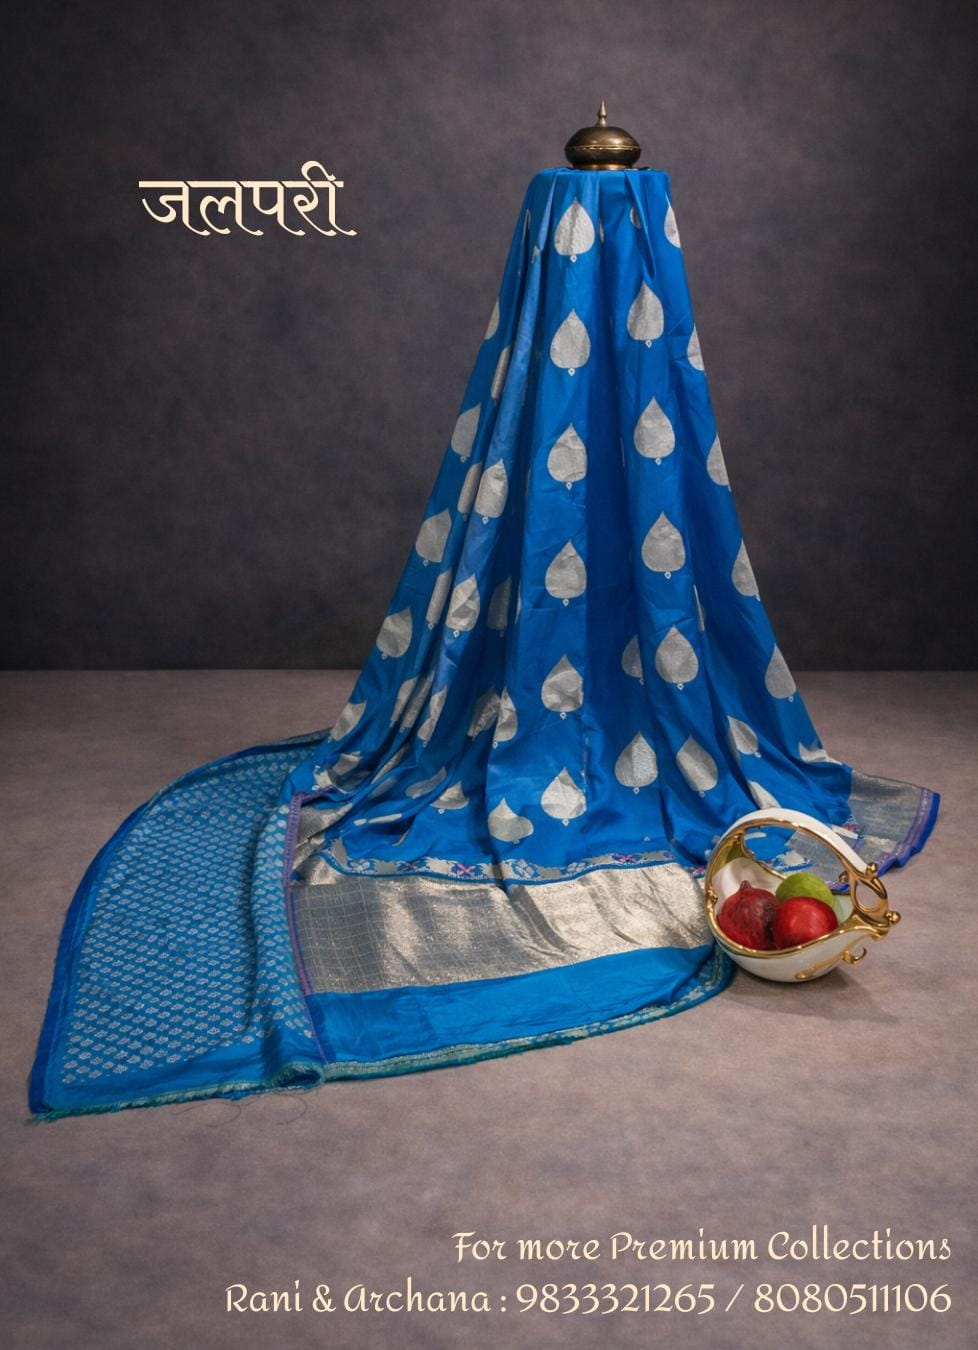 जलपरी
For more Premium Collections
Rani & Archana : 9833321265 / 8080511106